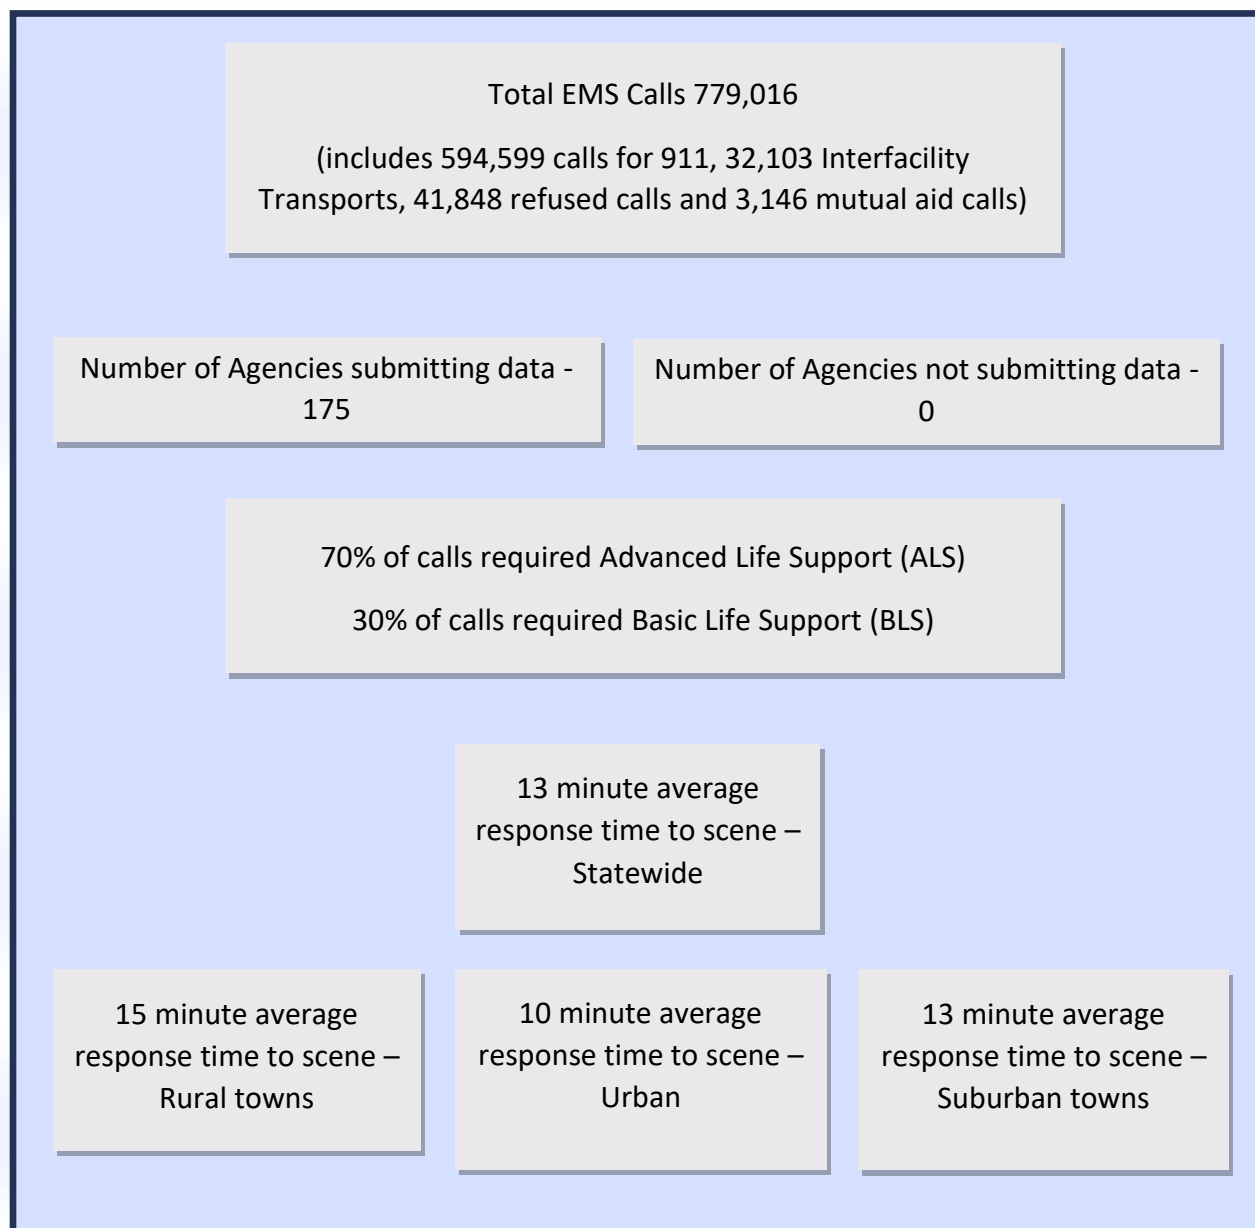 Total EMS Calls 779,016
(includes 594,599 calls for 911, 32,103 Interfacility
Transports, 41,848 refused calls and 3,146 mutual aid calls)
Number of Agencies submitting data -
175
Number of Agencies not submitting data -
0
70% of calls required Advanced Life Support (ALS)
30% of calls required Basic Life Support (BLS)
13 minute average
response time to scene –
Statewide
15 minute average
response time to scene –
Rural towns
10 minute average
response time to scene –
Urban
13 minute average
response time to scene –
Suburban towns